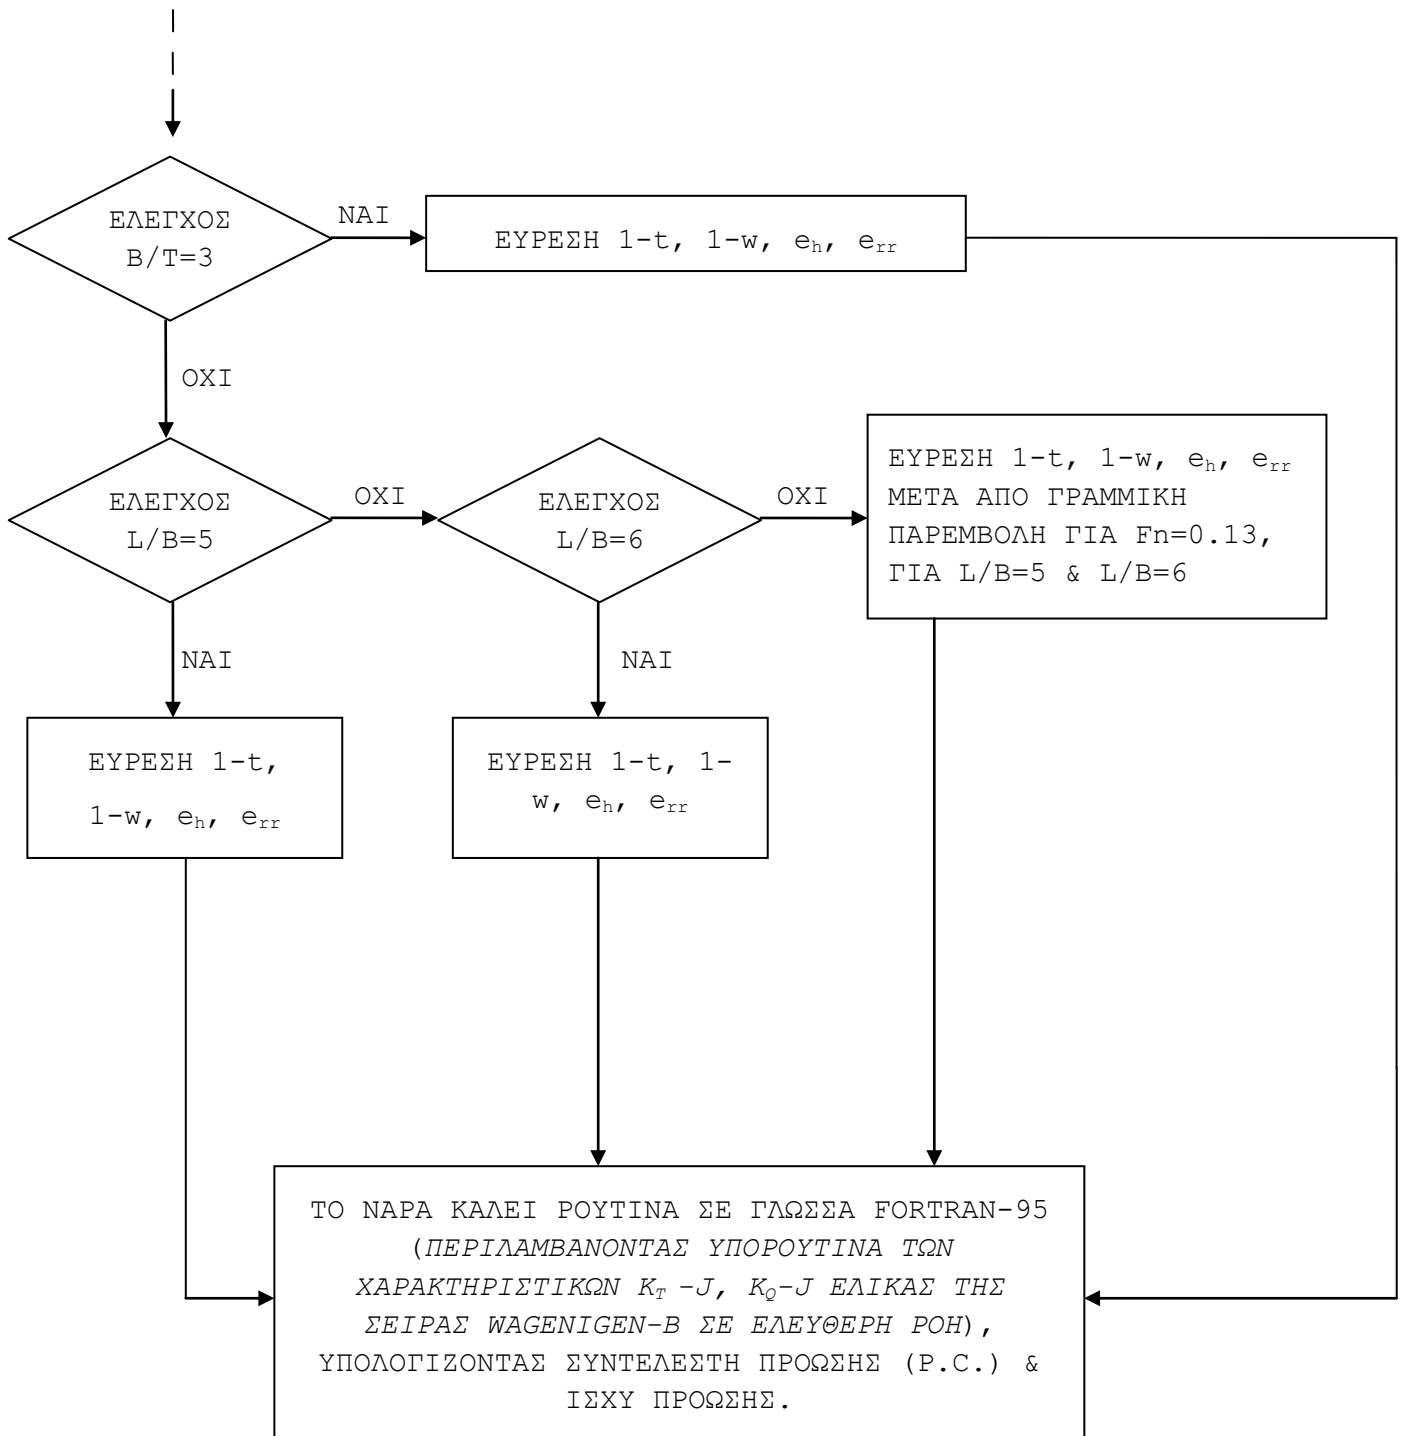 ΕΛΕΓΧΟΣ
B/T=3
ΝΑΙ
ΕΥΡΕΣΗ 1-t, 1-w, eₕ, eᵣᵣ
ΟΧΙ
ΕΛΕΓΧΟΣ
L/B=5
ΟΧΙ
ΕΛΕΓΧΟΣ
L/B=6
ΟΧΙ
ΕΥΡΕΣΗ 1-t, 1-w, eₕ, eᵣᵣ
ΜΕΤΑ ΑΠΟ ΓΡΑΜΜΙΚΗ
ΠΑΡΕΜΒΟΛΗ ΓΙΑ Fn=0.13,
ΓΙΑ L/B=5 & L/B=6
ΝΑΙ
ΝΑΙ
ΕΥΡΕΣΗ 1-t,
1-w, eₕ, eᵣᵣ
ΕΥΡΕΣΗ 1-t, 1-
w, eₕ, eᵣᵣ
ΤΟ NAPA ΚΑΛΕΙ ΡΟΥΤΙΝΑ ΣΕ ΓΛΩΣΣΑ FORTRAN-95
(ΠΕΡΙΛΑΜΒΑΝΟΝΤΑΣ ΥΠΟΡΟΥΤΙΝΑ ΤΩΝ
ΧΑΡΑΚΤΗΡΙΣΤΙΚΩΝ K_T -J, K_Q-J ΕΛΙΚΑΣ ΤΗΣ
ΣΕΙΡΑΣ WAGENIGEN-B ΣΕ ΕΛΕΥΘΕΡΗ ΡΟΗ),
ΥΠΟΛΟΓΙΖΟΝΤΑΣ ΣΥΝΤΕΛΕΣΤΗ ΠΡΟΩΣΗΣ (P.C.) &
ΙΣΧΥ ΠΡΟΩΣΗΣ.